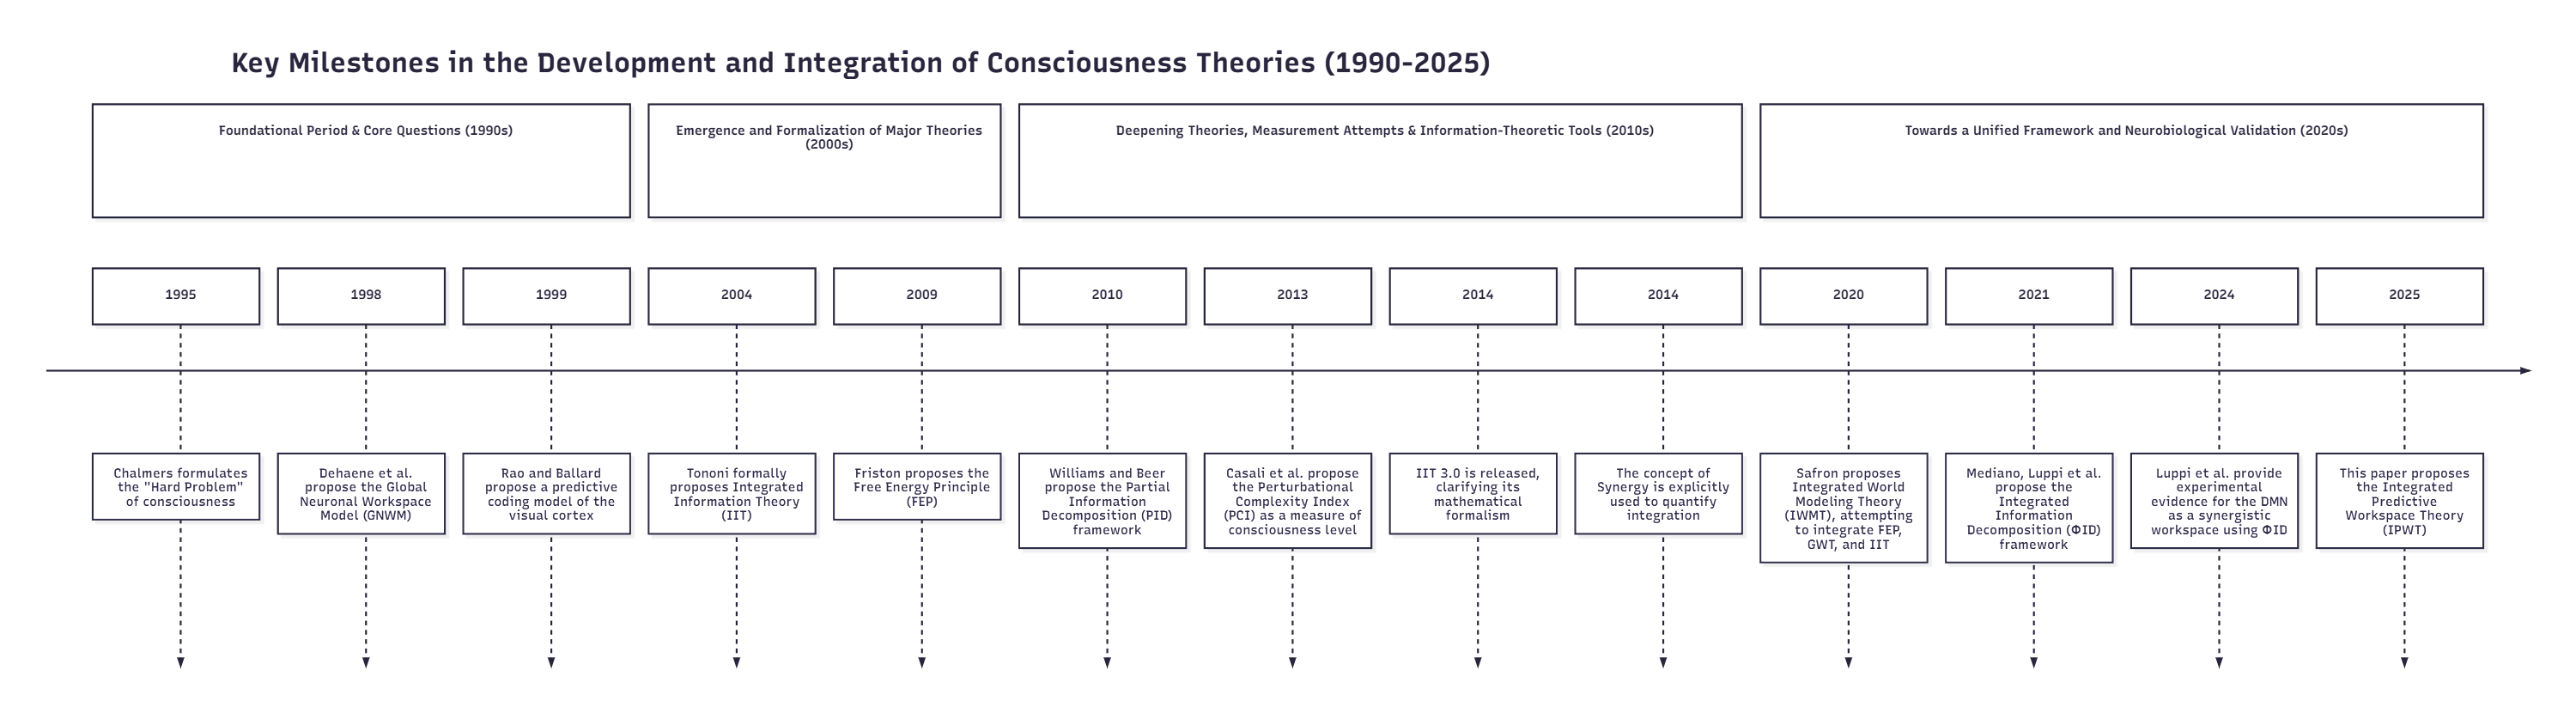 Key Milestones in the Development and Integration of Consciousness Theories (1990-2025)
Foundational Period & Core Questions (1990s)
Emergence and Formalization of Major Theories
(2000s)
Deepening Theories, Measurement Attempts & Information-Theoretic Tools (2010s)
Towards a Unified Framework and Neurobiological Validation (2020s)
1995
1998
1999
2004
2009
2010
2013
2014
2014
2020
2021
2024
2025
Chalmers formulates
the "Hard Problem"
of consciousness
Dehaene et al.
propose the Global
Neuronal Workspace
Model (GNWM)
Rao and Ballard
propose a predictive
coding model of the
visual cortex
Tononi formally
proposes Integrated
Information Theory
(IIT)
Friston proposes the
Free Energy Principle
(FEP)
Williams and Beer
propose the Partial
Information
Decomposition (PID)
framework
Casali et al. propose
the Perturbational
Complexity Index
(PCI) as a measure of
consciousness level
IIT 3.0 is released,
clarifying its
mathematical
formalism
The concept of
Synergy is explicitly
used to quantify
integration
Safron proposes
Integrated World
Modeling Theory
(IWMT), attempting
to integrate FEP,
GWT, and IIT
Mediano, Luppi et al.
propose the
Integrated
Information
Decomposition (ΦID)
framework
Luppi et al. provide
experimental
evidence for the DMN
as a synergistic
workspace using ΦID
This paper proposes
the Integrated
Predictive
Workspace Theory
(IPWT)